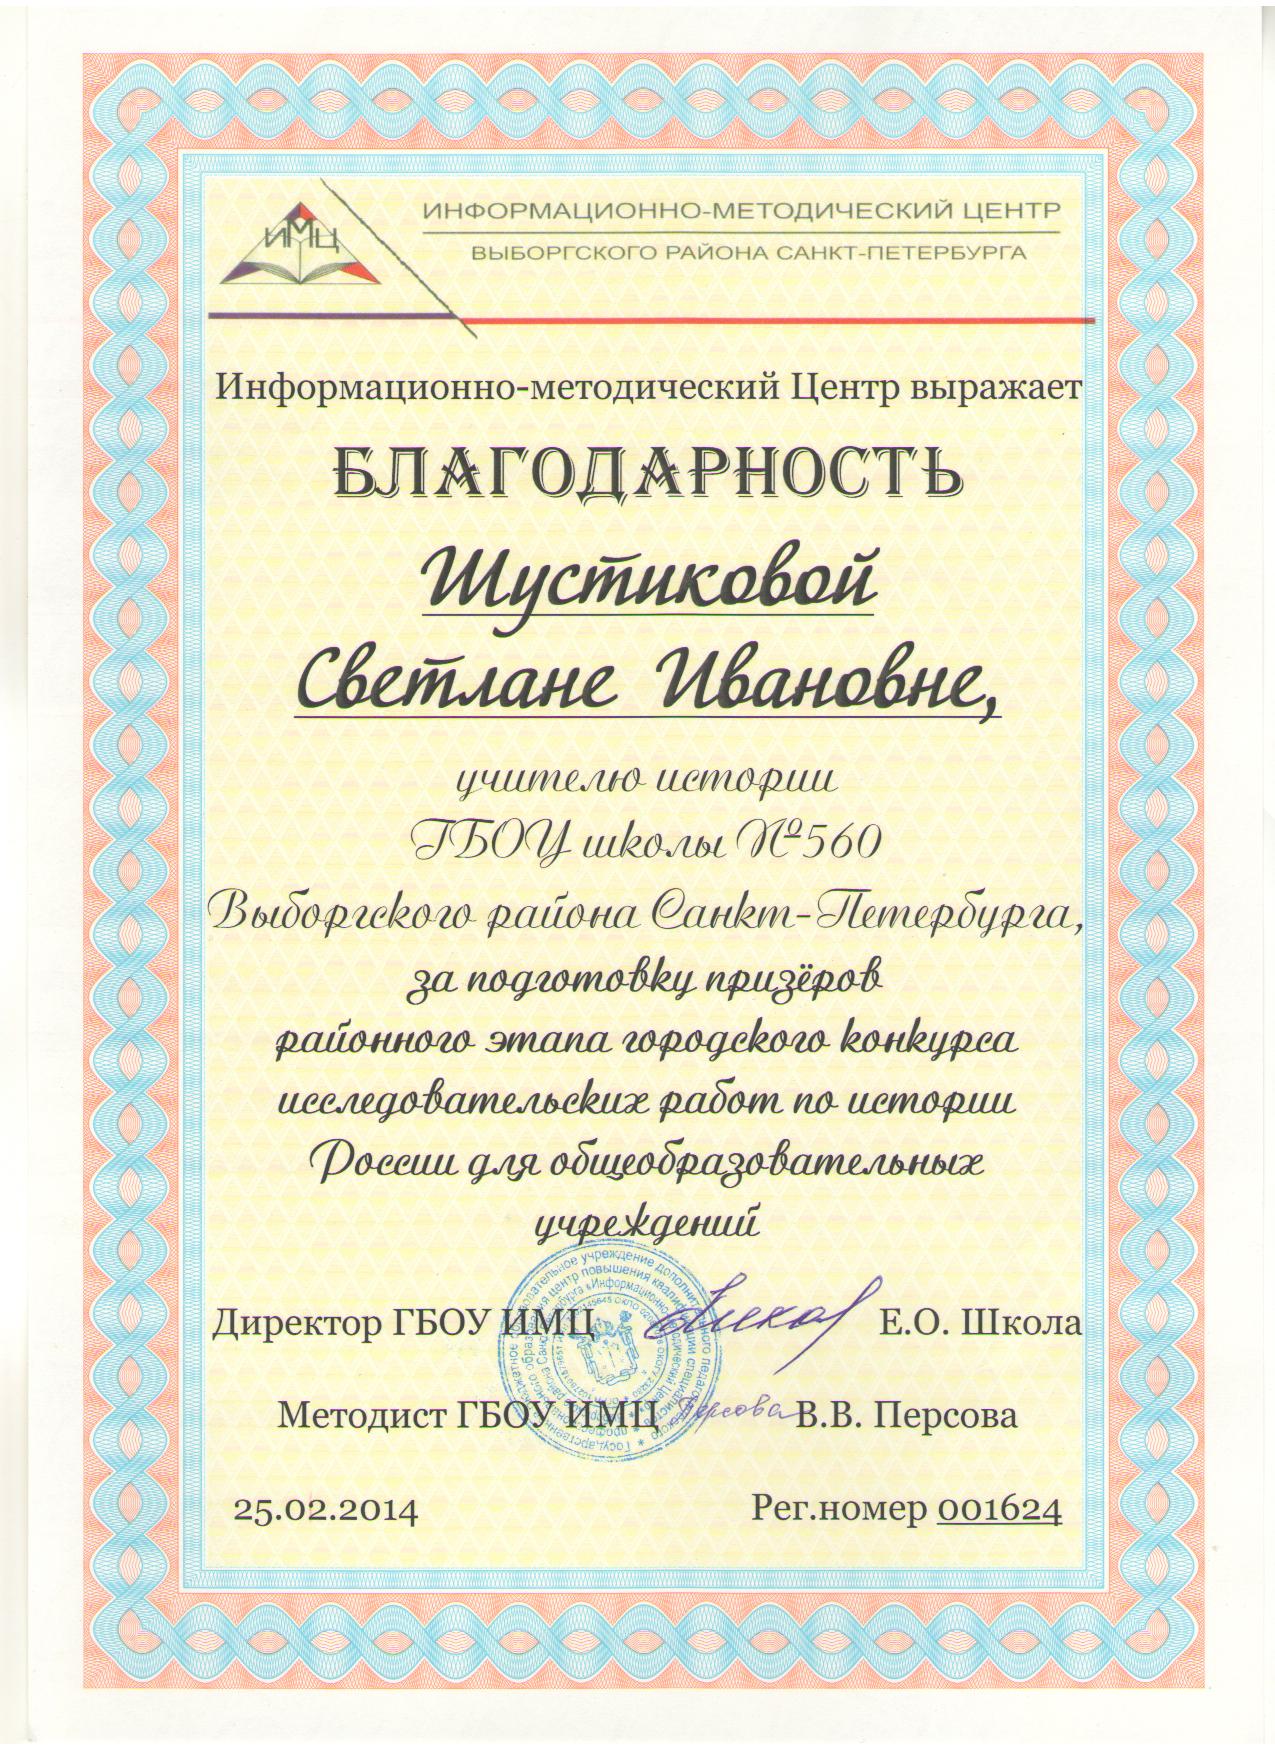 ИМЦ
ИНФОРМАЦИОННО-МЕТОДИЧЕСКИЙ ЦЕНТР
ВЫБОРГСКОГО РАЙОНА САНКТ-ПЕТЕРБУРГА
Информационно-методический Центр выражает
БЛАГОДАРНОСТЬ
Шустиковой
Светлане Ивановне,
учителю истории
ГБОУ школы №560
Выборгского района Санкт-Петербурга,
за подготовку призёров
районного этапа городского конкурса
исследовательских работ по истории
России для общеобразовательных
учреждений
Директор ГБОУ ИМЦ Е.О. Школа
Методист ГБОУ ИМЦ Персова В.В. Персова
25.02.2014 Рег.номер 001624